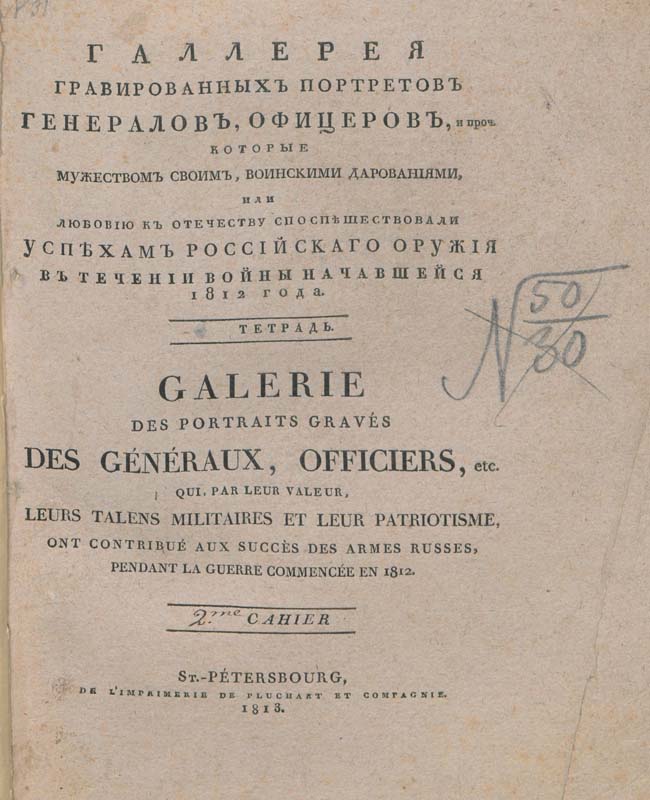 ГАЛЛЕРЕЯ
ГРАВИРОВАННЫХЪ ПОРТРЕТОВЪ
ГЕНЕРАЛОВЪ, ОФИЦЕРОВЪ, и проч.
КОТОРЫЕ
МУЖЕСТВОМЪ СВОИМЪ, ВОИНСКИМИ ДАРОВАНІЯМИ,
ИЛИ
ЛЮБОВІЮ КЪ ОТЕЧЕСТВУ СПОСПѢШЕСТВОВАЛИ
УСПѢХАМЪ РОССІЙСКАГО ОРУЖІЯ
ВЪ ТЕЧЕНІИ ВОЙНЫ НАЧАВШЕЙСЯ
1812 года.
ТЕТРАДЬ.
N 50
30
GALERIE
DES PORTRAITS GRAVÉS
DES GÉNÉRAUX, OFFICIERS, etc.
QUI, PAR LEUR VALEUR,
LEURS TALENS MILITAIRES ET LEUR PATRIOTISME,
ONT CONTRIBUÉ AUX SUCCÈS DES ARMES RUSSES,
PENDANT LA GUERRE COMMENCÉE EN 1812.
2.me CAHIER
ST.-PÉTERSBOURG,
DE L'IMPRIMERIE DE PLUCHART ET COMPAGNIE.
1813.